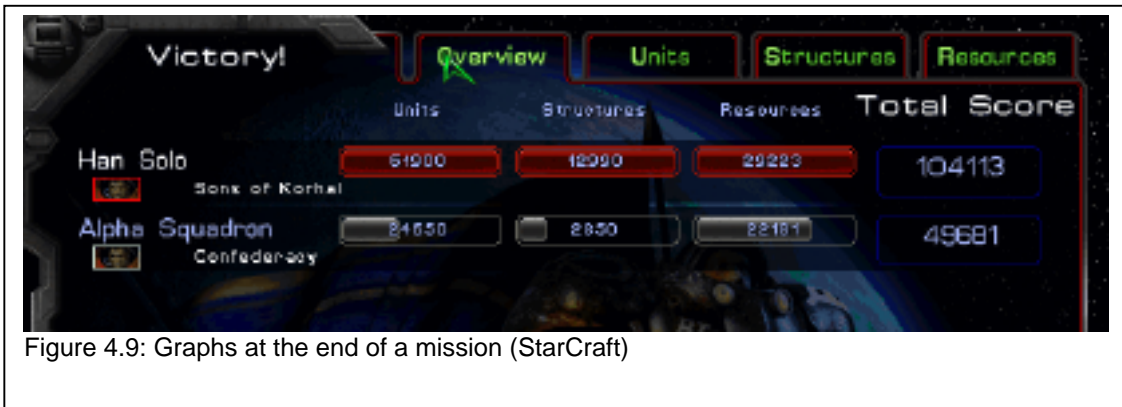 Victory! Overview Units Structures Resources
Units Structures Resources Total Score
Han Solo 61900 12990 29223 104113
Sons of Korhal
Alpha Squadron 24650 2850 22181 49681
Confederacy
Figure 4.9: Graphs at the end of a mission (StarCraft)